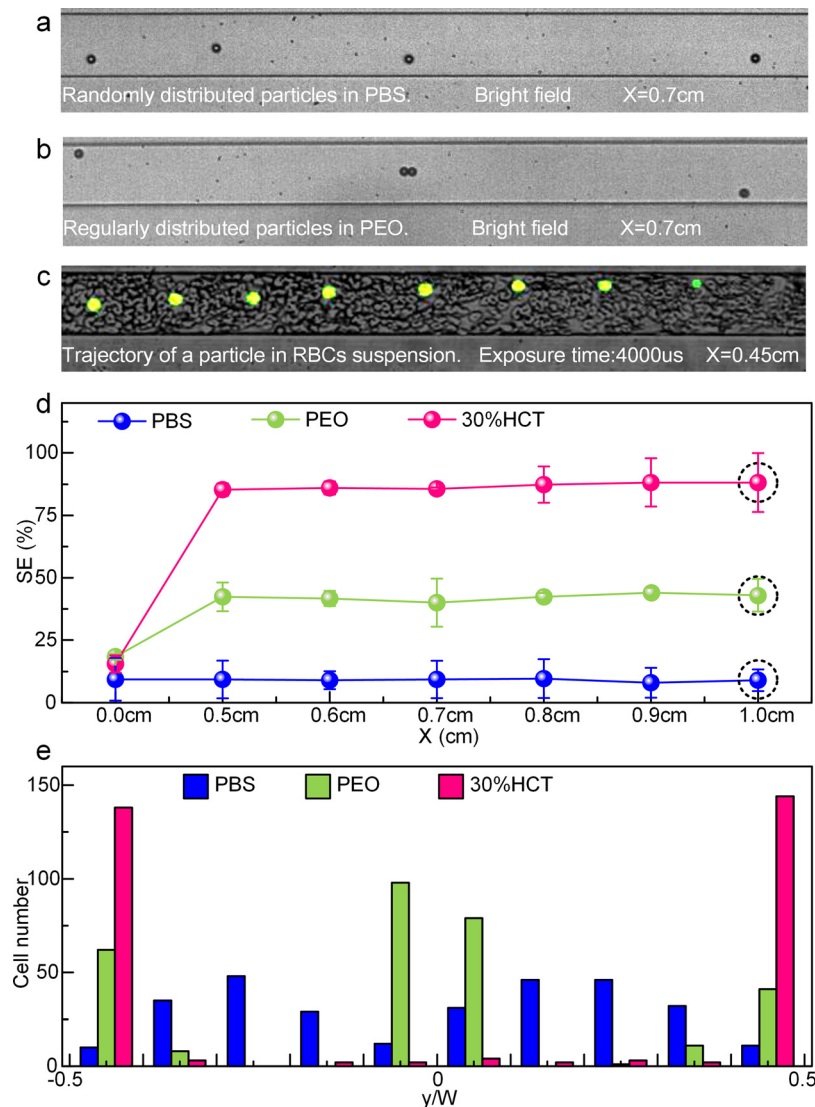 a
Randomly distributed particles in PBS. Bright field X=0.7cm
b
Regularly distributed particles in PEO. Bright field X=0.7cm
c
Trajectory of a particle in RBCs suspension. Exposure time:4000us X=0.45cm
d
PBS PEO 30%HCT
100
75
50
25
0
SE (%)
0.0cm 0.5cm 0.6cm 0.7cm 0.8cm 0.9cm 1.0cm
X (cm)
e
PBS PEO 30%HCT
150
100
50
0
Cell number
-0.5 0 0.5
y/W